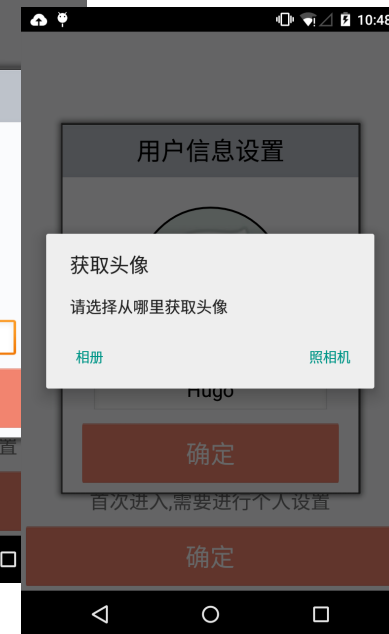 10:48
用户信息设置
获取头像
请选择从哪里获取头像
相册
照相机
Hugo
确定
置
首次进入,需要进行个人设置
确定